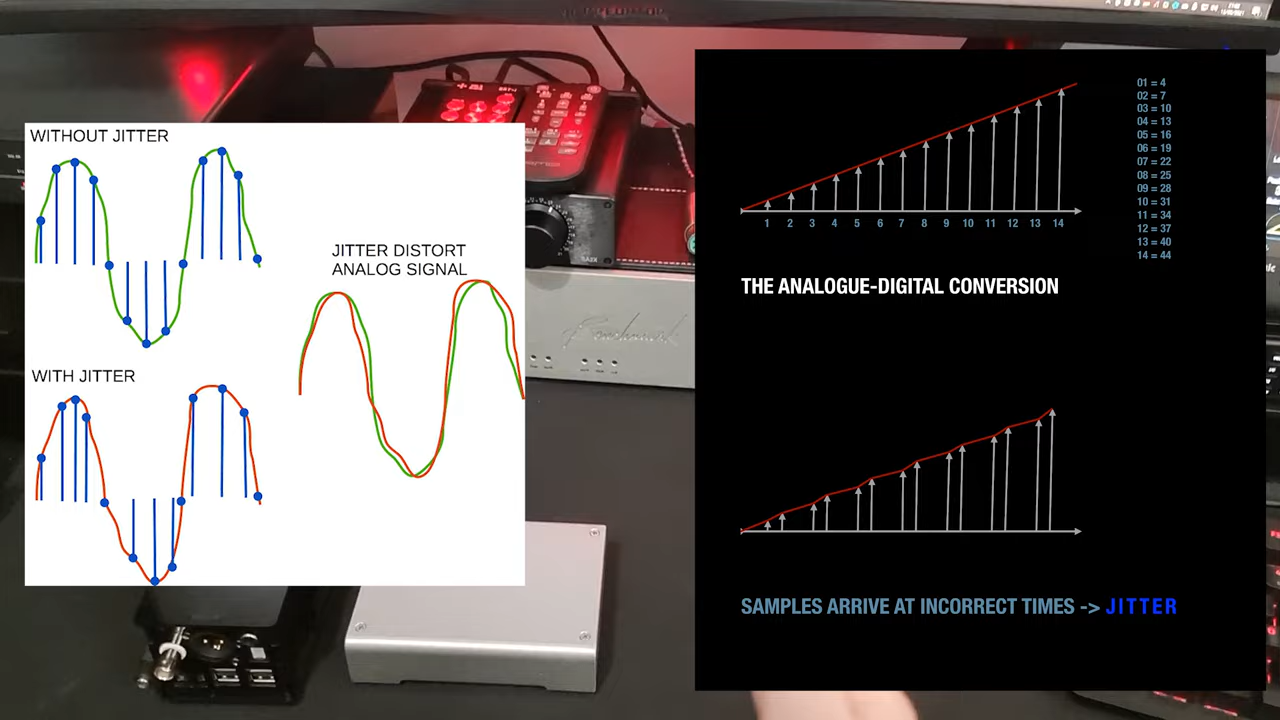 WITHOUT JITTER
WITH JITTER
JITTER DISTORT
ANALOG SIGNAL
Benchmark
01 = 4
02 = 7
03 = 10
04 = 13
05 = 16
06 = 19
07 = 22
08 = 25
09 = 28
10 = 31
11 = 34
12 = 37
13 = 40
14 = 44
1 2 3 4 5 6 7 8 9 10 11 12 13 14
THE ANALOGUE-DIGITAL CONVERSION
SAMPLES ARRIVE AT INCORRECT TIMES -> JITTER